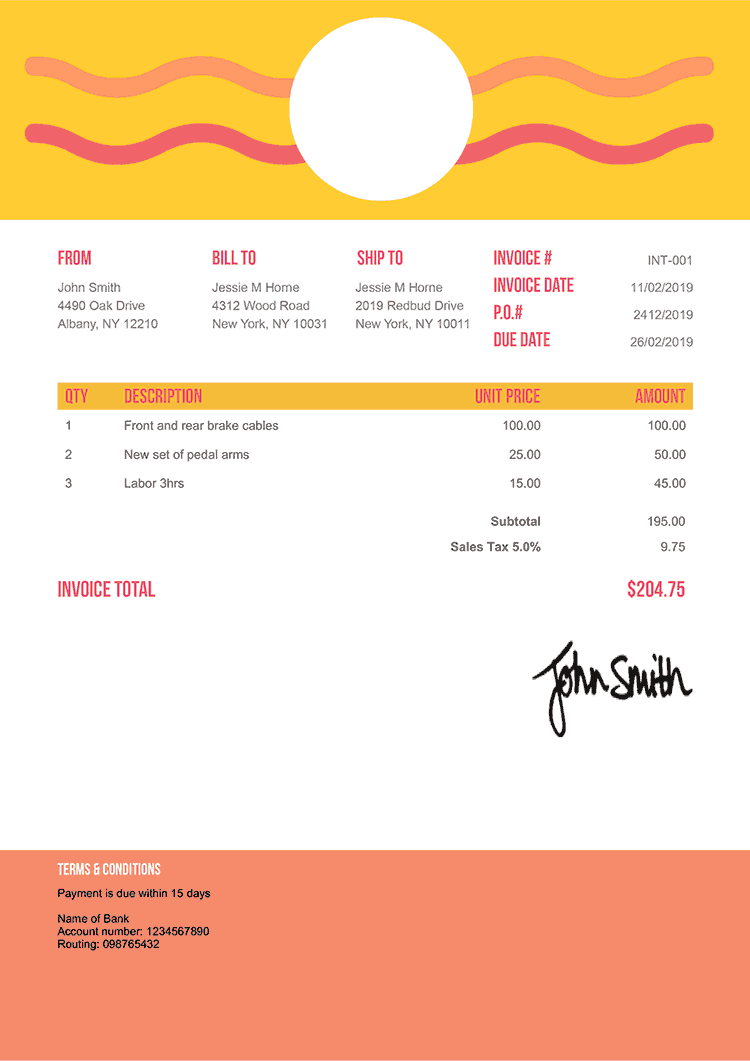 FROM
John Smith
4490 Oak Drive
Albany, NY 12210
BILL TO
Jessie M Horne
4312 Wood Road
New York, NY 10031
SHIP TO
Jessie M Horne
2019 Redbud Drive
New York, NY 10011
INVOICE # INT-001
INVOICE DATE 11/02/2019
P.O.# 2412/2019
DUE DATE 26/02/2019
QTY DESCRIPTION UNIT PRICE AMOUNT
1 Front and rear brake cables 100.00 100.00
2 New set of pedal arms 25.00 50.00
3 Labor 3hrs 15.00 45.00
Subtotal 195.00
Sales Tax 5.0% 9.75
INVOICE TOTAL $204.75
John Smith
TERMS & CONDITIONS
Payment is due within 15 days
Name of Bank
Account number: 1234567890
Routing: 098765432